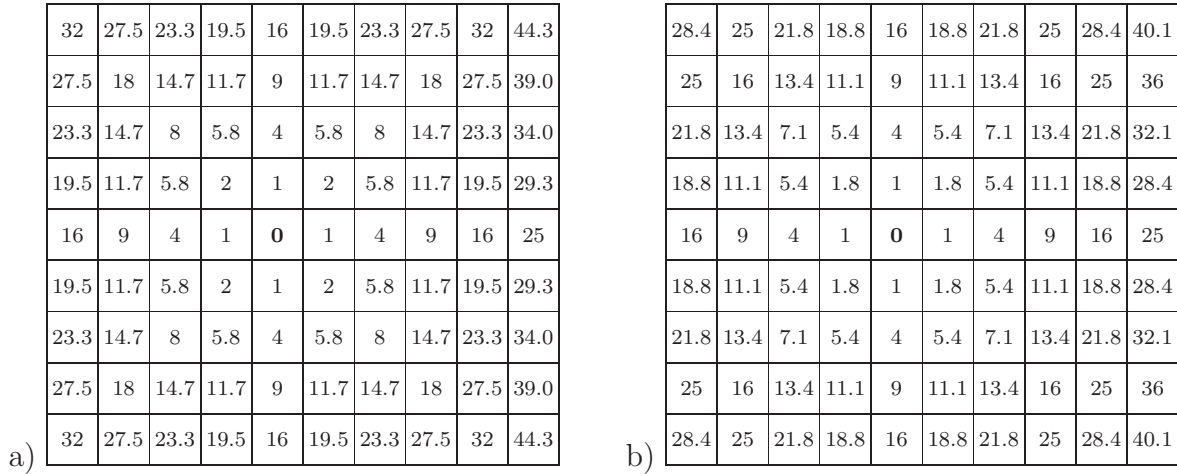 32 27.5 23.3 19.5 16 19.5 23.3 27.5 32 44.3
27.5 18 14.7 11.7 9 11.7 14.7 18 27.5 39.0
23.3 14.7 8 5.8 4 5.8 8 14.7 23.3 34.0
19.5 11.7 5.8 2 1 2 5.8 11.7 19.5 29.3
16 9 4 1 0 1 4 9 16 25
19.5 11.7 5.8 2 1 2 5.8 11.7 19.5 29.3
23.3 14.7 8 5.8 4 5.8 8 14.7 23.3 34.0
27.5 18 14.7 11.7 9 11.7 14.7 18 27.5 39.0
a) 32 27.5 23.3 19.5 16 19.5 23.3 27.5 32 44.3
28.4 25 21.8 18.8 16 18.8 21.8 25 28.4 40.1
25 16 13.4 11.1 9 11.1 13.4 16 25 36
21.8 13.4 7.1 5.4 4 5.4 7.1 13.4 21.8 32.1
18.8 11.1 5.4 1.8 1 1.8 5.4 11.1 18.8 28.4
16 9 4 1 0 1 4 9 16 25
18.8 11.1 5.4 1.8 1 1.8 5.4 11.1 18.8 28.4
21.8 13.4 7.1 5.4 4 5.4 7.1 13.4 21.8 32.1
25 16 13.4 11.1 9 11.1 13.4 16 25 36
b) 28.4 25 21.8 18.8 16 18.8 21.8 25 28.4 40.1